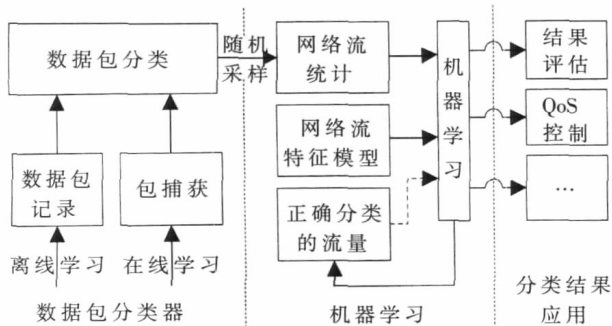 数据包分类
随机
采样
网络流
统计
机
器
学
习
结果
评估
网络流
特征模型
QoS
控制
数据包
记录
包捕获
正确分类
的流量
…
离线学习
在线学习
数据包分类器
机器学习
分类结果
应用